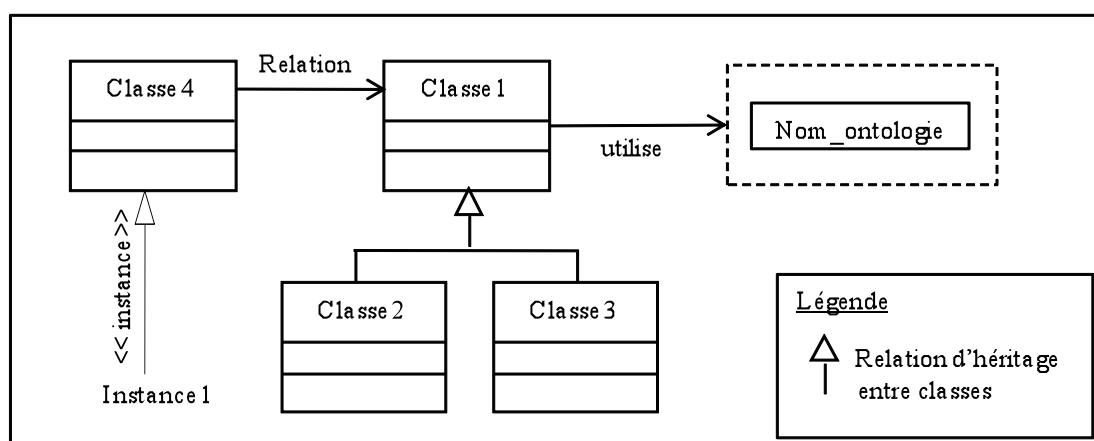 Relation
Classe 4
Classe 1
Nom_ontologie
utilise
<< instance >>
Classe 2
Classe 3
Instance 1
Légende
Relation d'héritage
entre classes